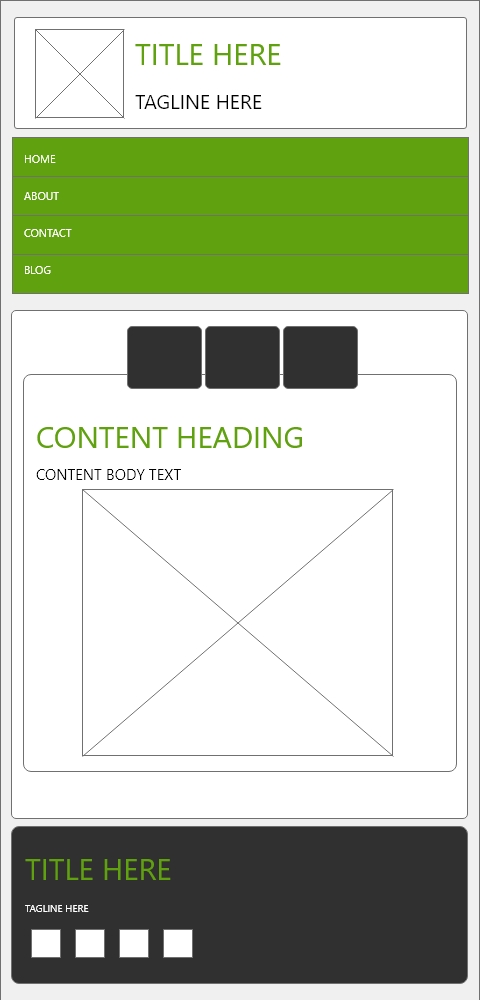 TITLE HERE
TAGLINE HERE
HOME
ABOUT
CONTACT
BLOG
CONTENT HEADING
CONTENT BODY TEXT
TITLE HERE
TAGLINE HERE